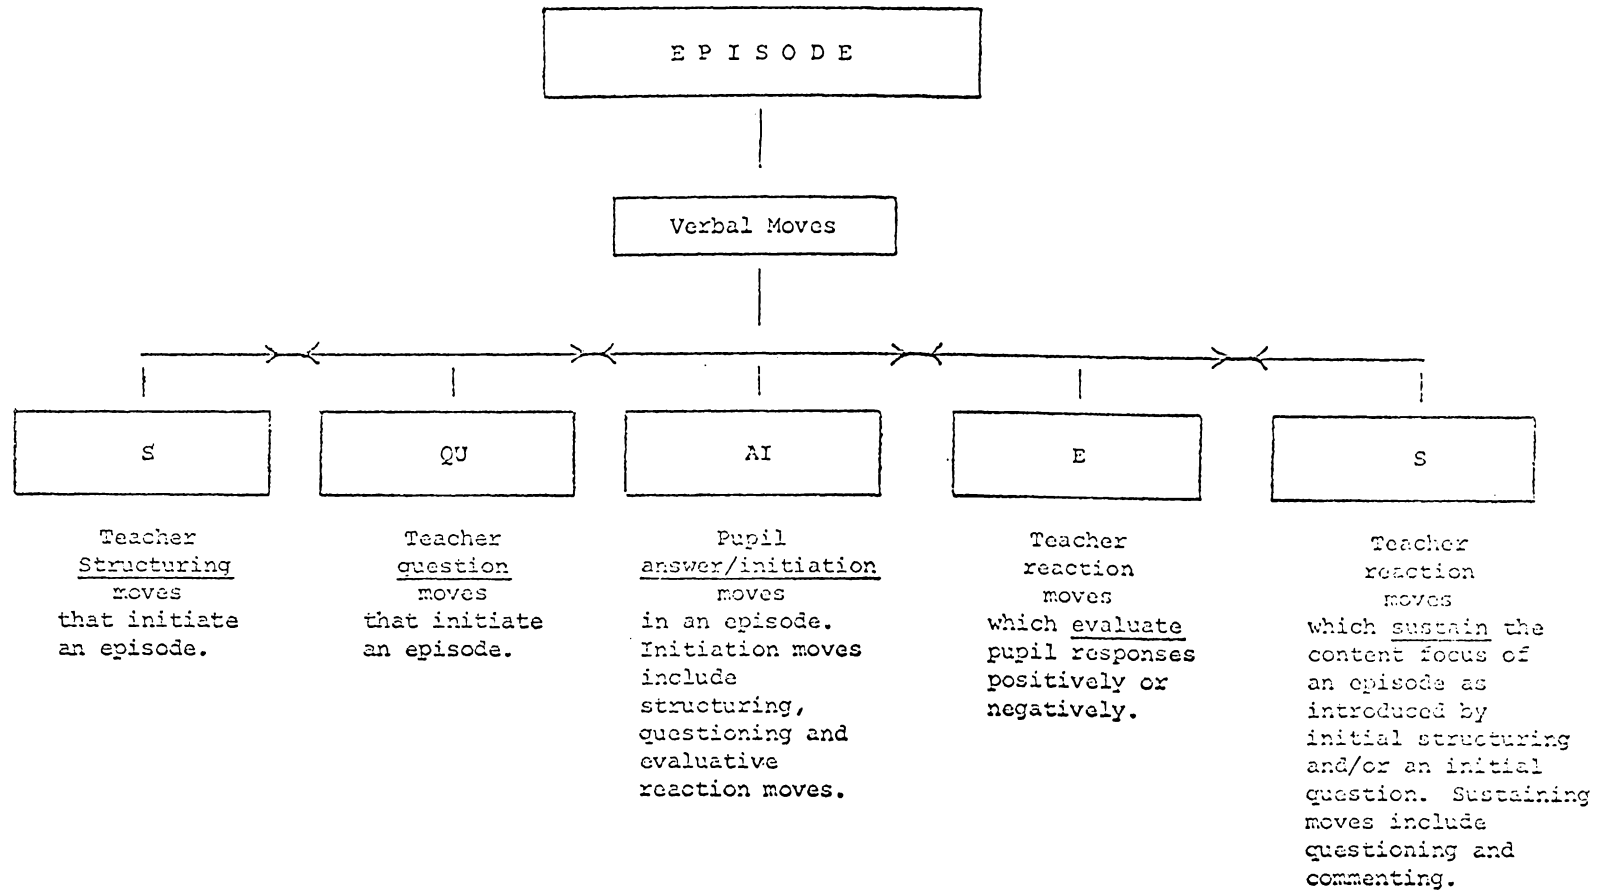 E P I S O D E
Verbal Moves
S
QU
AI
E
S
Teacher
Structuring
moves
that initiate
an episode.
Teacher
question
moves
that initiate
an episode.
Pupil
answer/initiation
moves
in an episode.
Initiation moves
include
structuring,
questioning and
evaluative
reaction moves.
Teacher
reaction
moves
which evaluate
pupil responses
positively or
negatively.
Teacher
reaction
moves
which sustain the
content focus of
an episode as
introduced by
initial structuring
and/or an initial
question. Sustaining
moves include
questioning and
commenting.